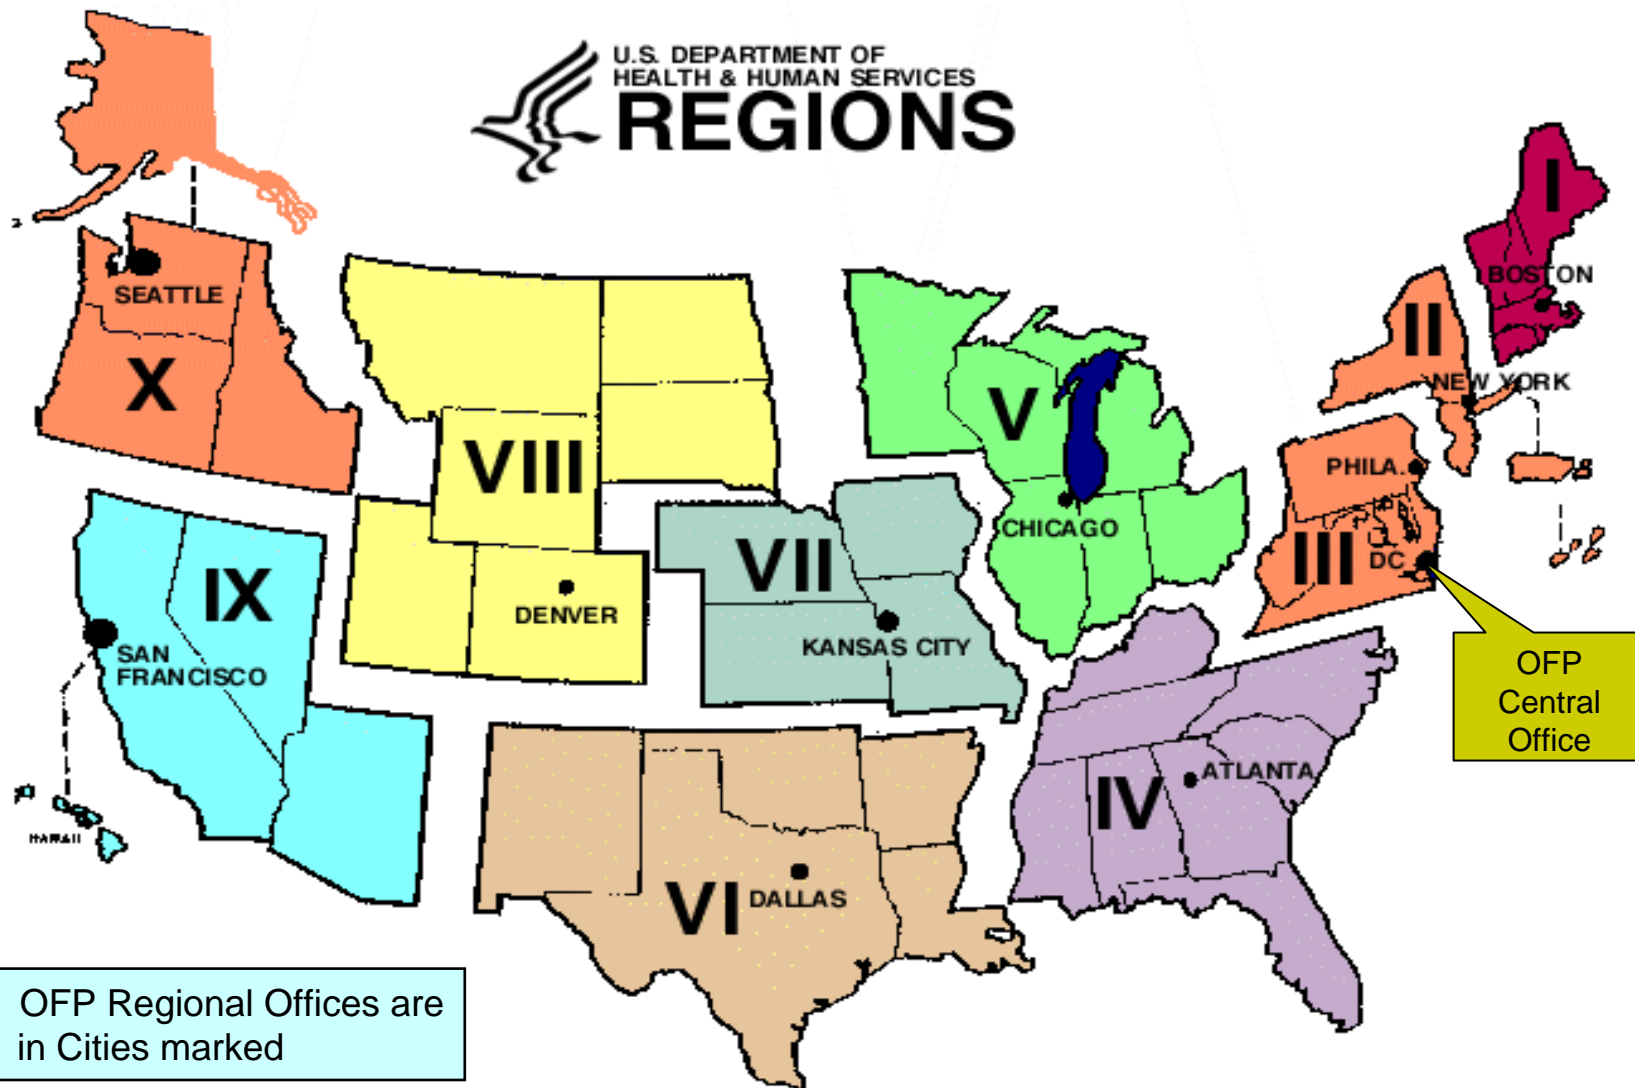 U.S. DEPARTMENT OF
HEALTH & HUMAN SERVICES
REGIONS
I
BOSTON
SEATTLE
II
X
NEW YORK
V
VIII
PHILA.
CHICAGO
VII
III
DC
IX
DENVER
KANSAS CITY
SAN
FRANCISCO
OFP
Central
Office
ATLANTA
IV
HAWAII
VI
DALLAS
OFP Regional Offices are
in Cities marked